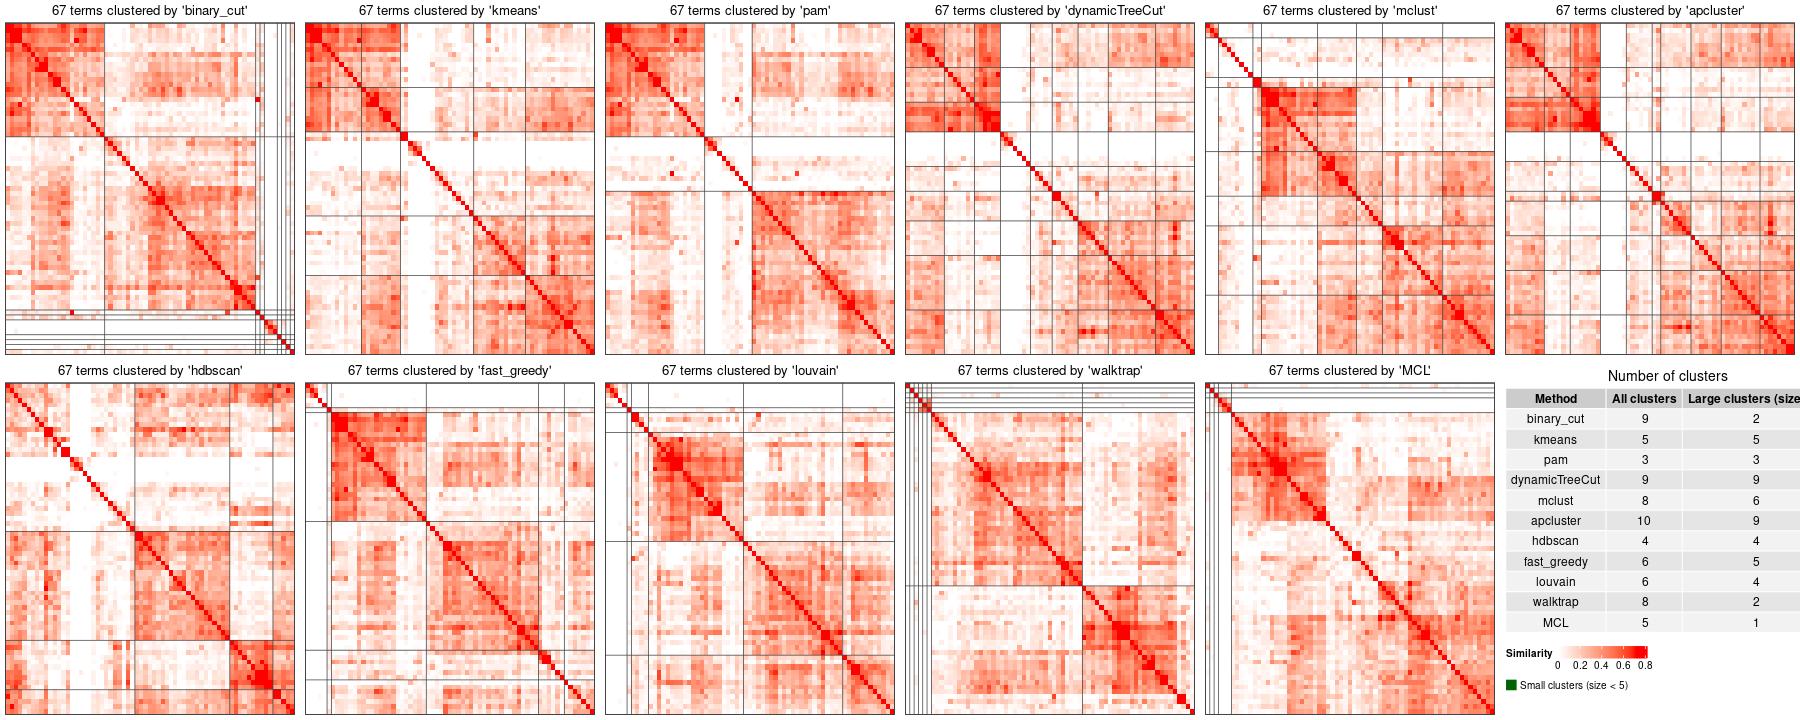 67 terms clustered by 'binary_cut'
67 terms clustered by 'kmeans'
67 terms clustered by 'pam'
67 terms clustered by 'dynamicTreeCut'
67 terms clustered by 'mclust'
67 terms clustered by 'apcluster'
67 terms clustered by 'hdbscan'
67 terms clustered by 'fast_greedy'
67 terms clustered by 'louvain'
67 terms clustered by 'walktrap'
67 terms clustered by 'MCL'
Number of clusters
Method All clusters Large clusters (size
binary_cut 9 2
kmeans 5 5
pam 3 3
dynamicTreeCut 9 9
mclust 8 6
apcluster 10 9
hdbscan 4 4
fast_greedy 6 5
louvain 6 4
walktrap 8 2
MCL 5 1
Similarity
0 0.2 0.4 0.6 0.8
Small clusters (size < 5)